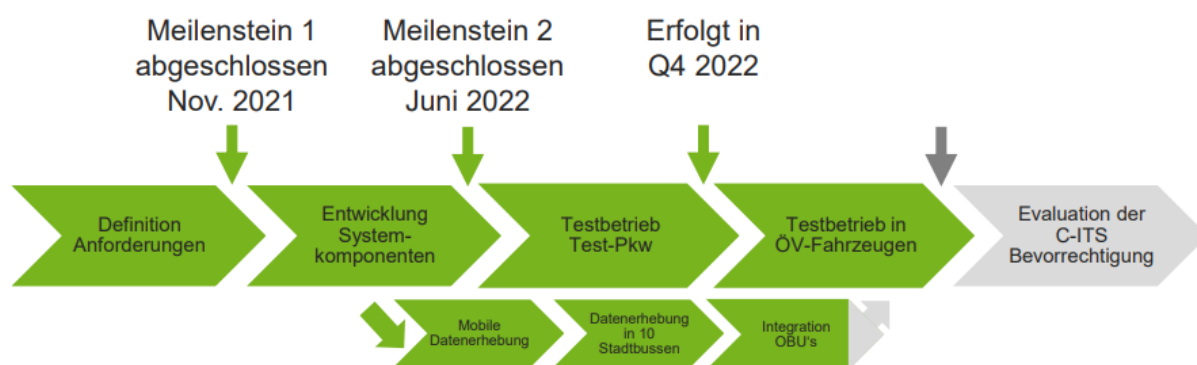 Meilenstein 1
abgeschlossen
Nov. 2021
Meilenstein 2
abgeschlossen
Juni 2022
Erfolgt in
Q4 2022
Definition
Anforderungen
Entwicklung
System-
komponenten
Testbetrieb
Test-Pkw
Testbetrieb in
ÖV-Fahrzeugen
Evaluation der
C-ITS
Bevorrechtigung
Mobile
Datenerhebung
Datenerhebung
in 10
Stadtbussen
Integration
OBU's